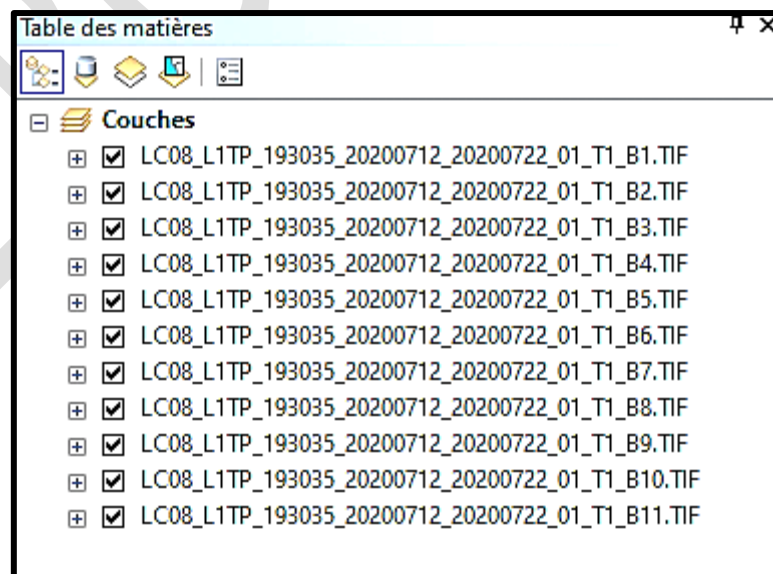 Table des matières
Couches
LC08_L1TP_193035_20200712_20200722_01_T1_B1.TIF
LC08_L1TP_193035_20200712_20200722_01_T1_B2.TIF
LC08_L1TP_193035_20200712_20200722_01_T1_B3.TIF
LC08_L1TP_193035_20200712_20200722_01_T1_B4.TIF
LC08_L1TP_193035_20200712_20200722_01_T1_B5.TIF
LC08_L1TP_193035_20200712_20200722_01_T1_B6.TIF
LC08_L1TP_193035_20200712_20200722_01_T1_B7.TIF
LC08_L1TP_193035_20200712_20200722_01_T1_B8.TIF
LC08_L1TP_193035_20200712_20200722_01_T1_B9.TIF
LC08_L1TP_193035_20200712_20200722_01_T1_B10.TIF
LC08_L1TP_193035_20200712_20200722_01_T1_B11.TIF